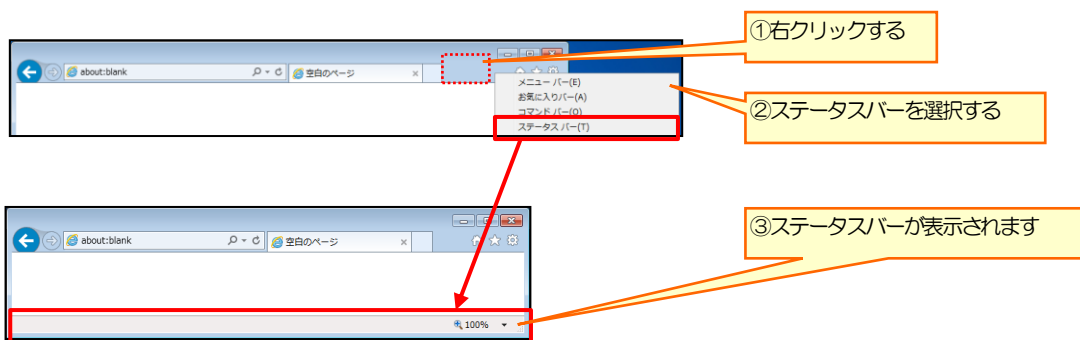 ①右クリックする
about:blank
空白のページ
メニュー バー(E)
お気に入りバー(A)
コマンド バー(O)
ステータス バー(T)
②ステータスバーを選択する
about:blank
空白のページ
③ステータスバーが表示されます
100%